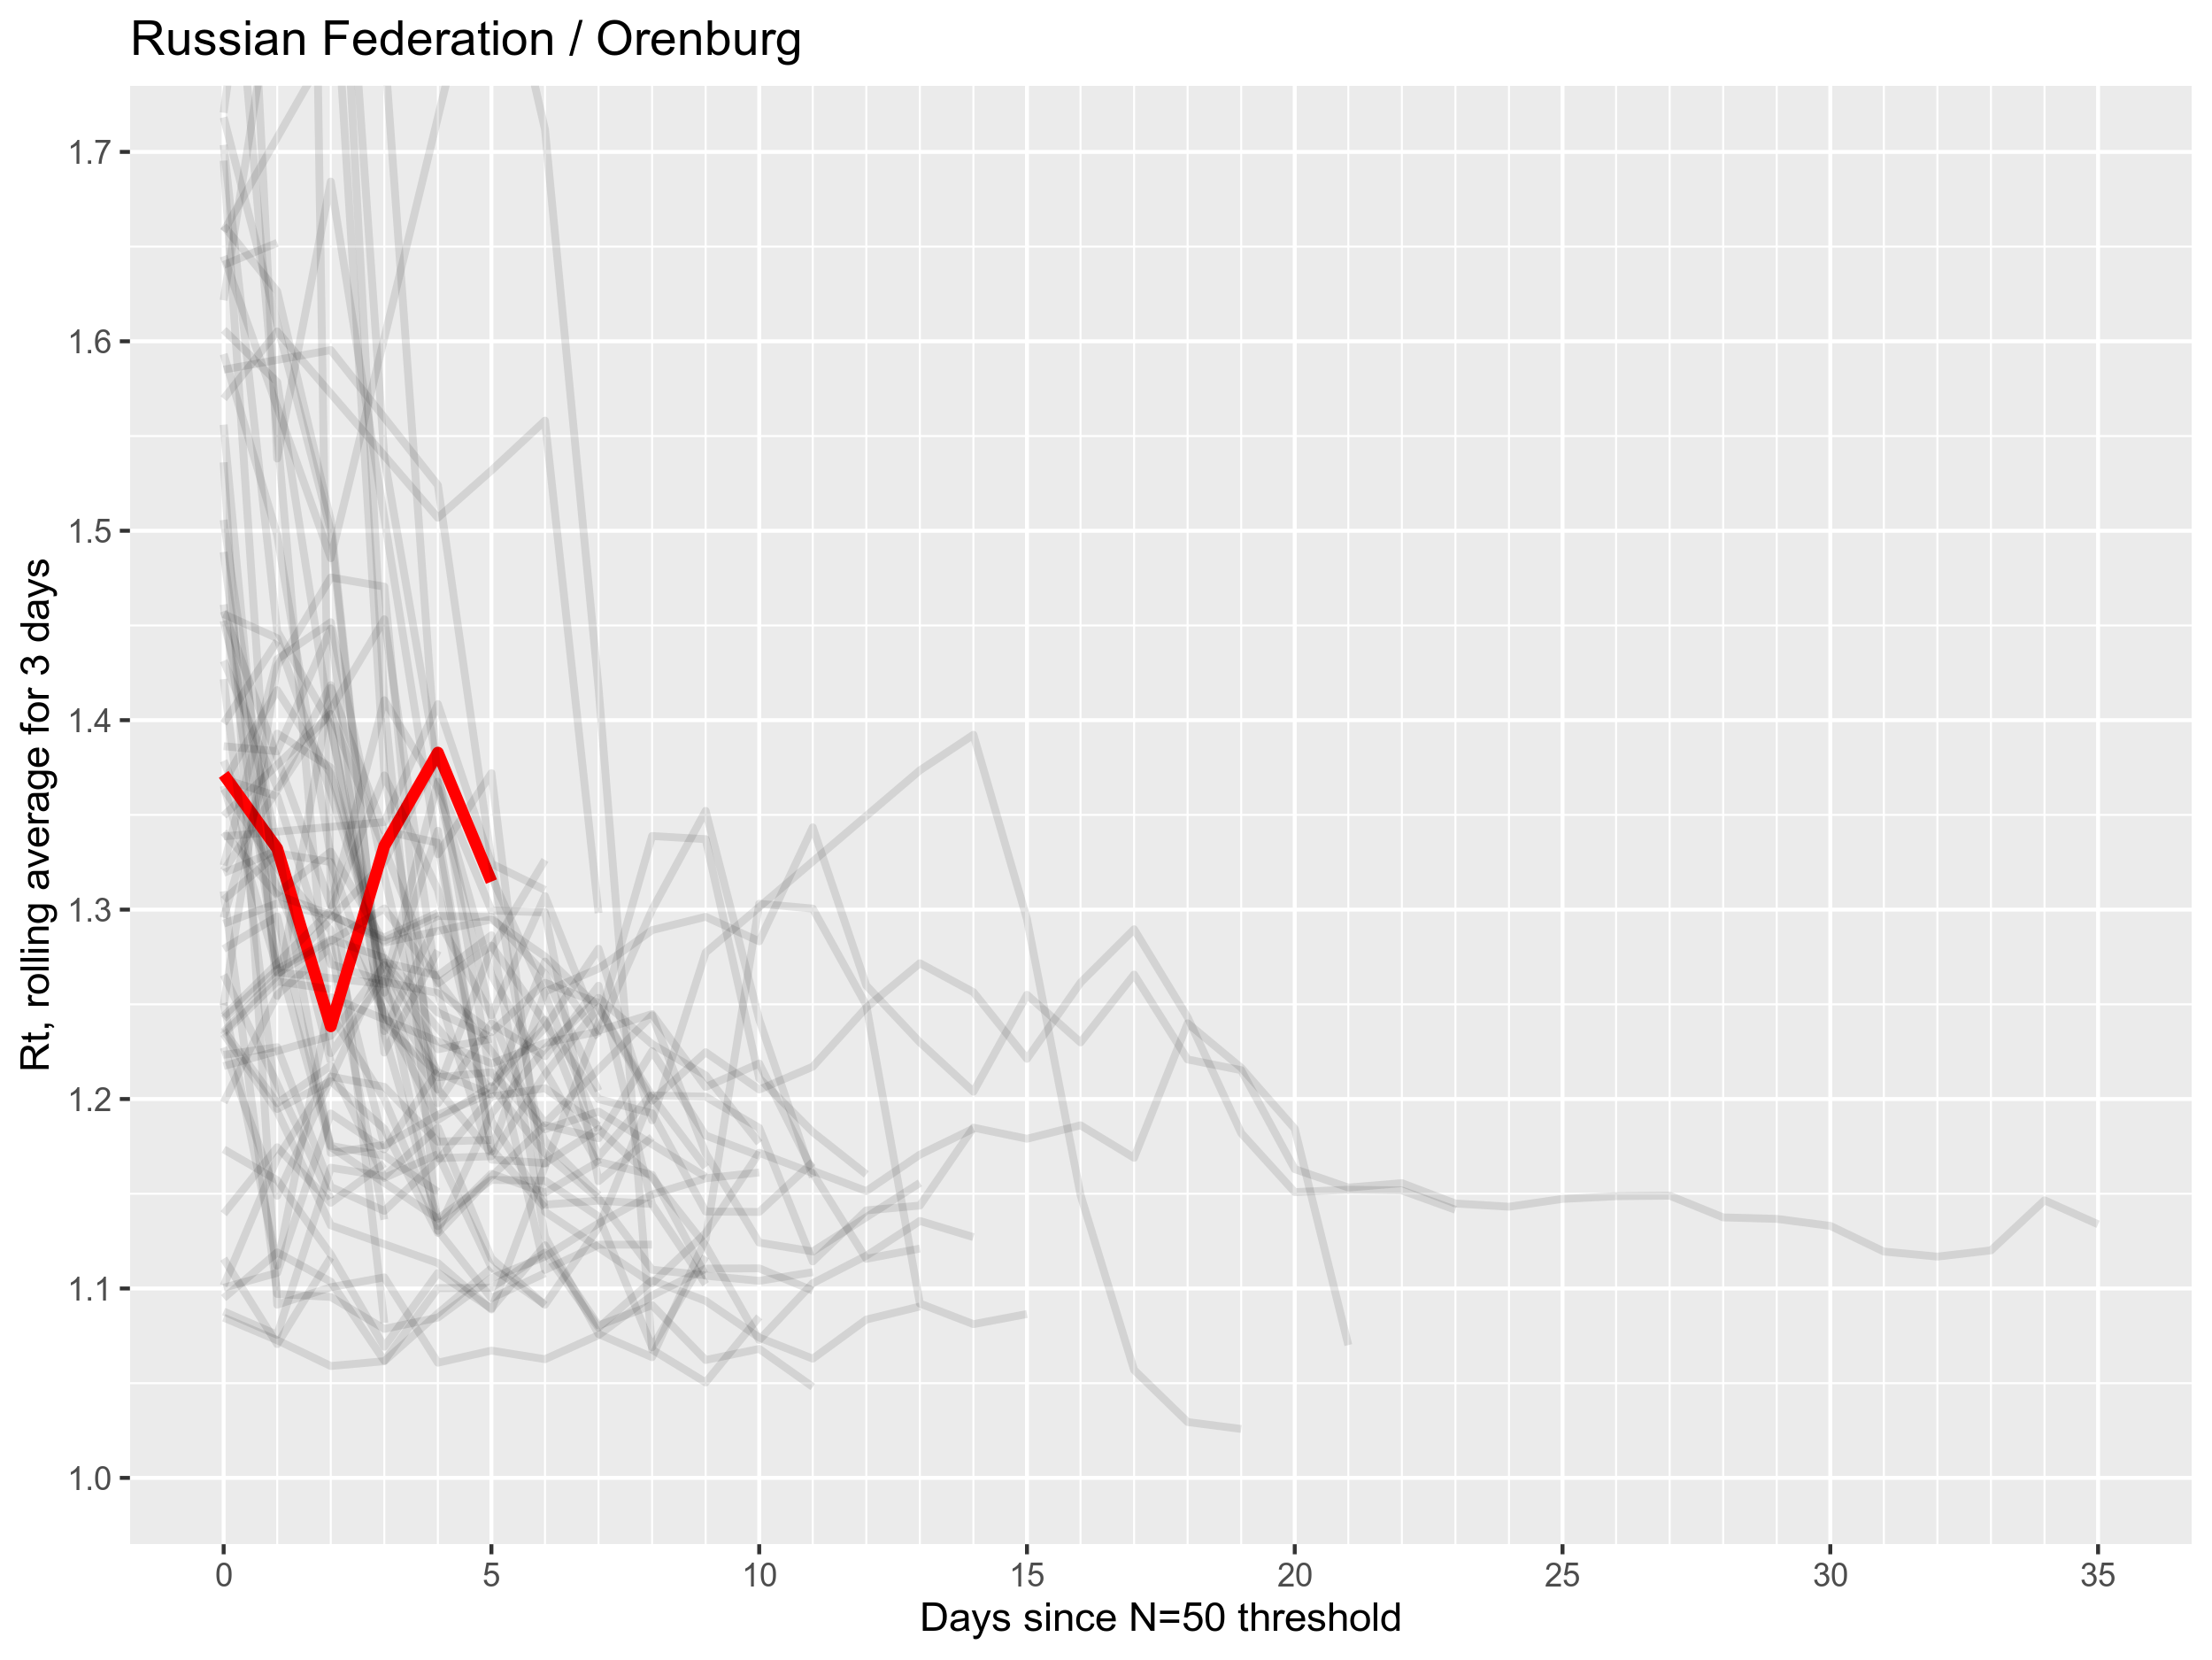 Russian Federation / Orenburg
Rt, rolling average for 3 days
1.7
1.6
1.5
1.4
1.3
1.2
1.1
1.0
0 5 10 15 20 25 30 35
Days since N=50 threshold